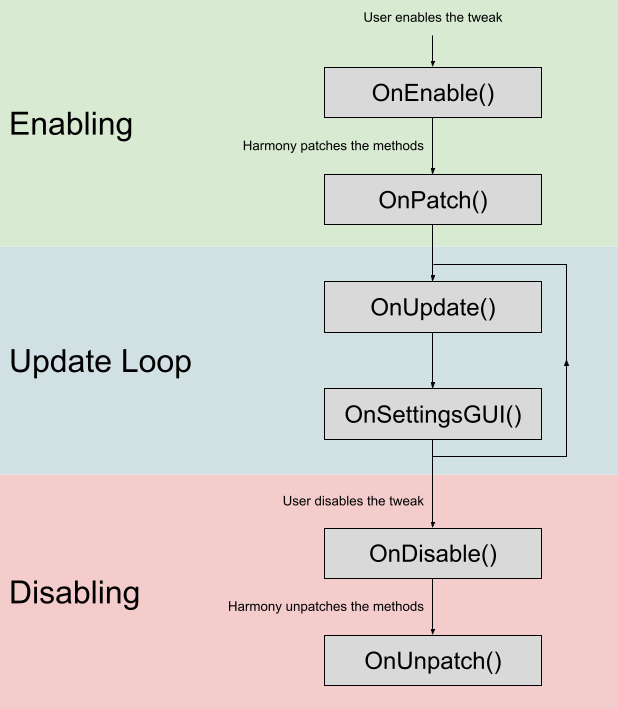 User enables the tweak
OnEnable()
Enabling
Harmony patches the methods
OnPatch()
OnUpdate()
Update Loop
OnSettingsGUI()
User disables the tweak
OnDisable()
Disabling
Harmony unpatches the methods
OnUnpatch()